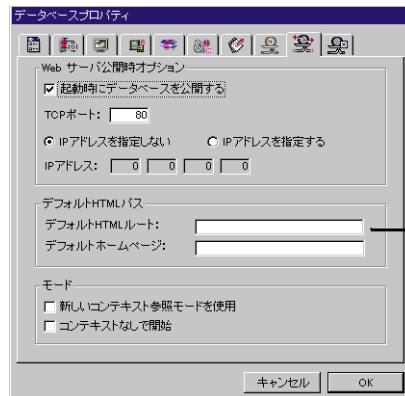 データベースプロパティ
Web サーバ公開時オプション
起動時にデータベースを公開する
TCPポート： 80
IPアドレスを指定しない IPアドレスを指定する
IPアドレス： 0 0 0 0
デフォルトHTMLパス
デフォルトHTMLルート：
デフォルトホームページ：
モード
新しいコンテキスト参照モードを使用
コンテキストなしで開始
キャンセル OK